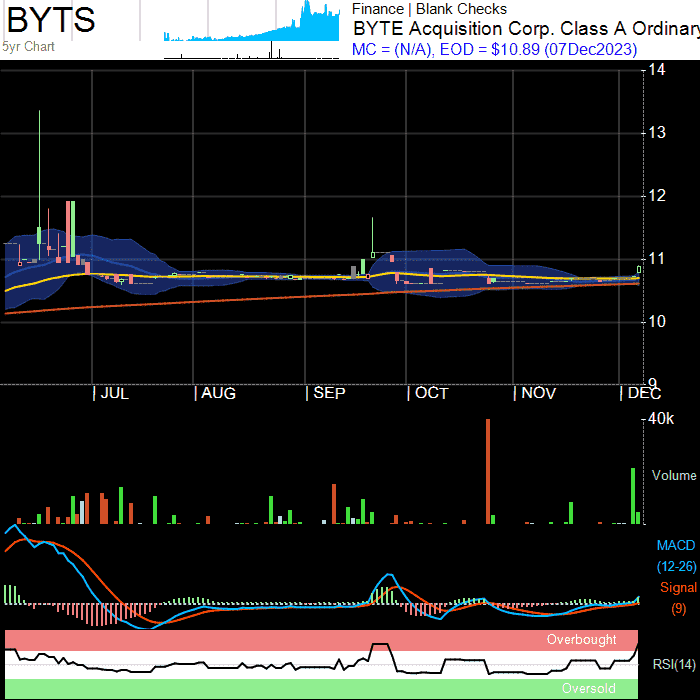 BYTS
5yr Chart
Finance | Blank Checks
BYTE Acquisition Corp. Class A Ordinary
MC = (N/A), EOD = $10.89 (07Dec2023)
14
13
12
11
10
9
JUL
AUG
SEP
OCT
NOV
DEC
40k
Volume
MACD
(12-26)
Signal
(9)
Overbought
RSI(14)
Oversold